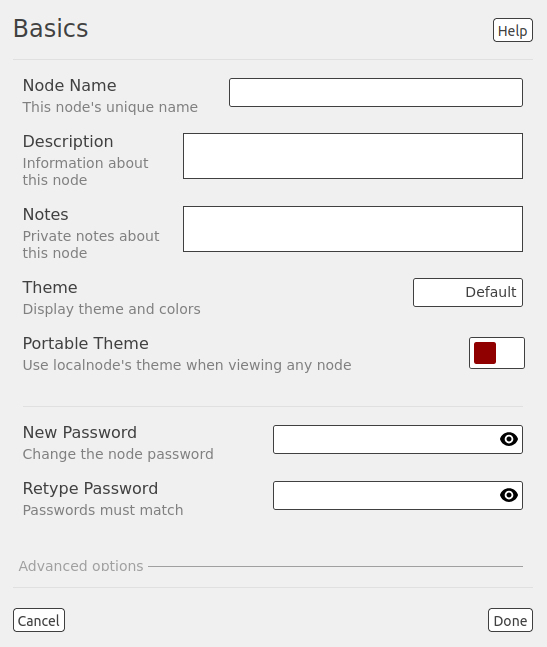 Basics
Help
Node Name
This node's unique name
Description
Information about
this node
Notes
Private notes about
this node
Theme
Display theme and colors
Default
Portable Theme
Use localnode's theme when viewing any node
New Password
Change the node password
Retype Password
Passwords must match
Advanced options
Cancel
Done